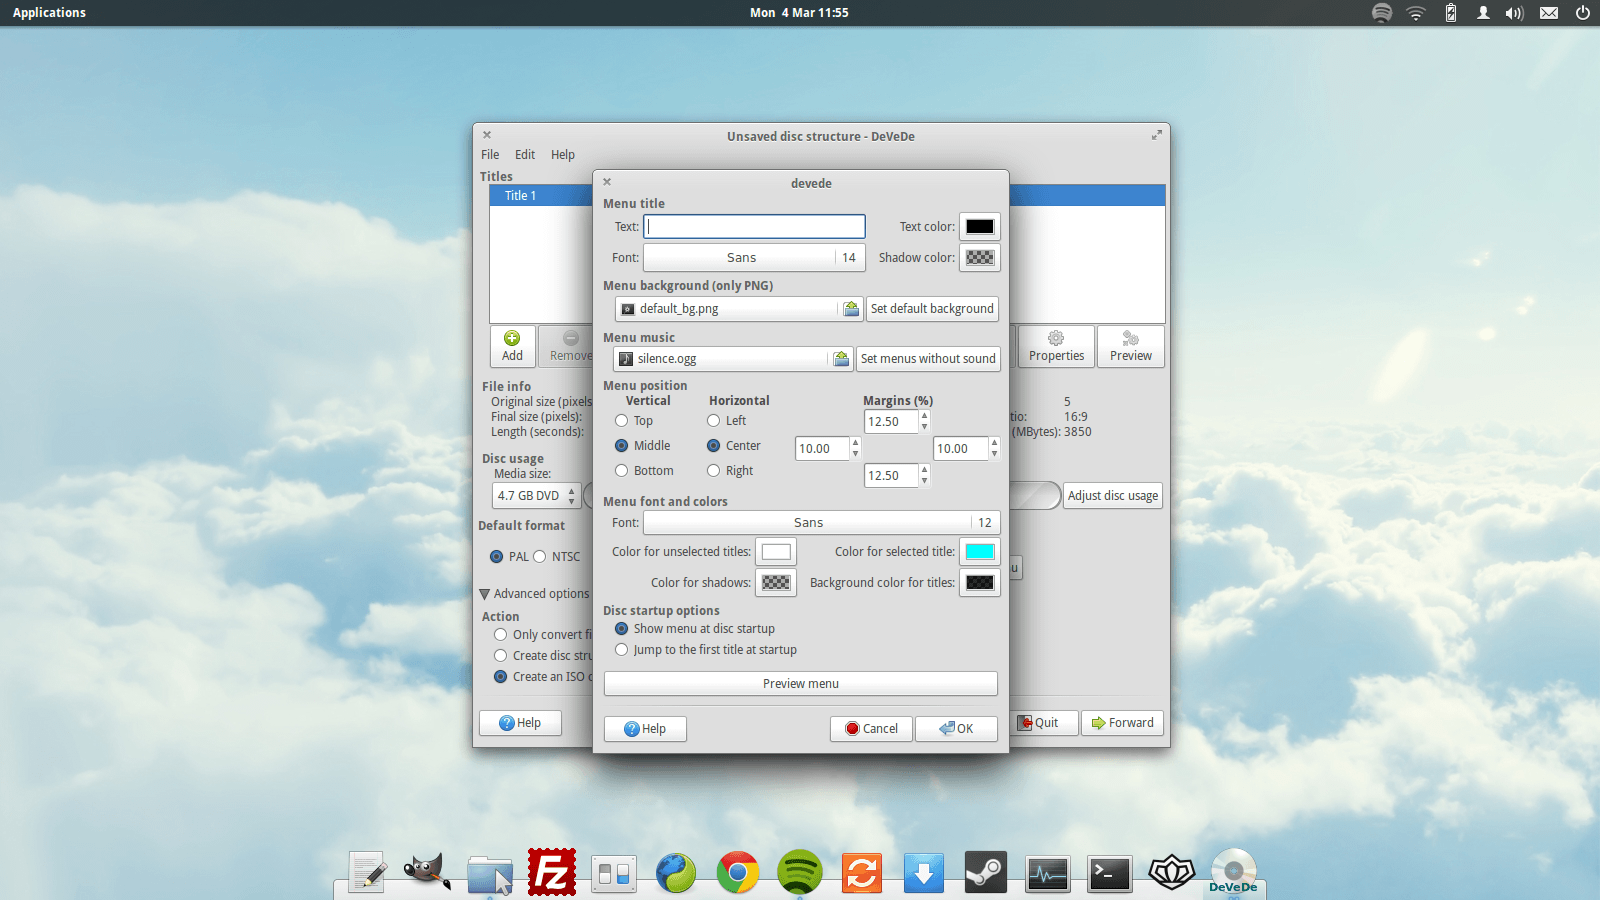 Applications
Mon 4 Mar 11:55
Unsaved disc structure - DeVeDe
File Edit Help
Titles
Title 1
Add
Remove
Properties
Preview
File info
Original size (pixels
5
Final size (pixels):
16:9
Length (seconds):
(MBytes): 3850
Disc usage
Media size:
4.7 GB DVD
Adjust disc usage
Default format
PAL NTSC
Advanced options
Action
Only convert
Create disc
Create an ISO
Help
Quit
Forward
devede
Menu title
Text:
Text color:
Font: Sans 14
Shadow color:
Menu background (only PNG)
default_bg.png
Set default background
Menu music
silence.ogg
Set menus without sound
Menu position
Vertical Horizontal Margins (%)
Top Left 12.50
Middle Center 10.00 10.00
Bottom Right 12.50
Menu font and colors
Font: Sans 12
Color for unselected titles:
Color for selected title:
Color for shadows:
Background color for titles:
Disc startup options
Show menu at disc startup
Jump to the first title at startup
Preview menu
Help
Cancel
OK
FZ
>_
DeVeDe